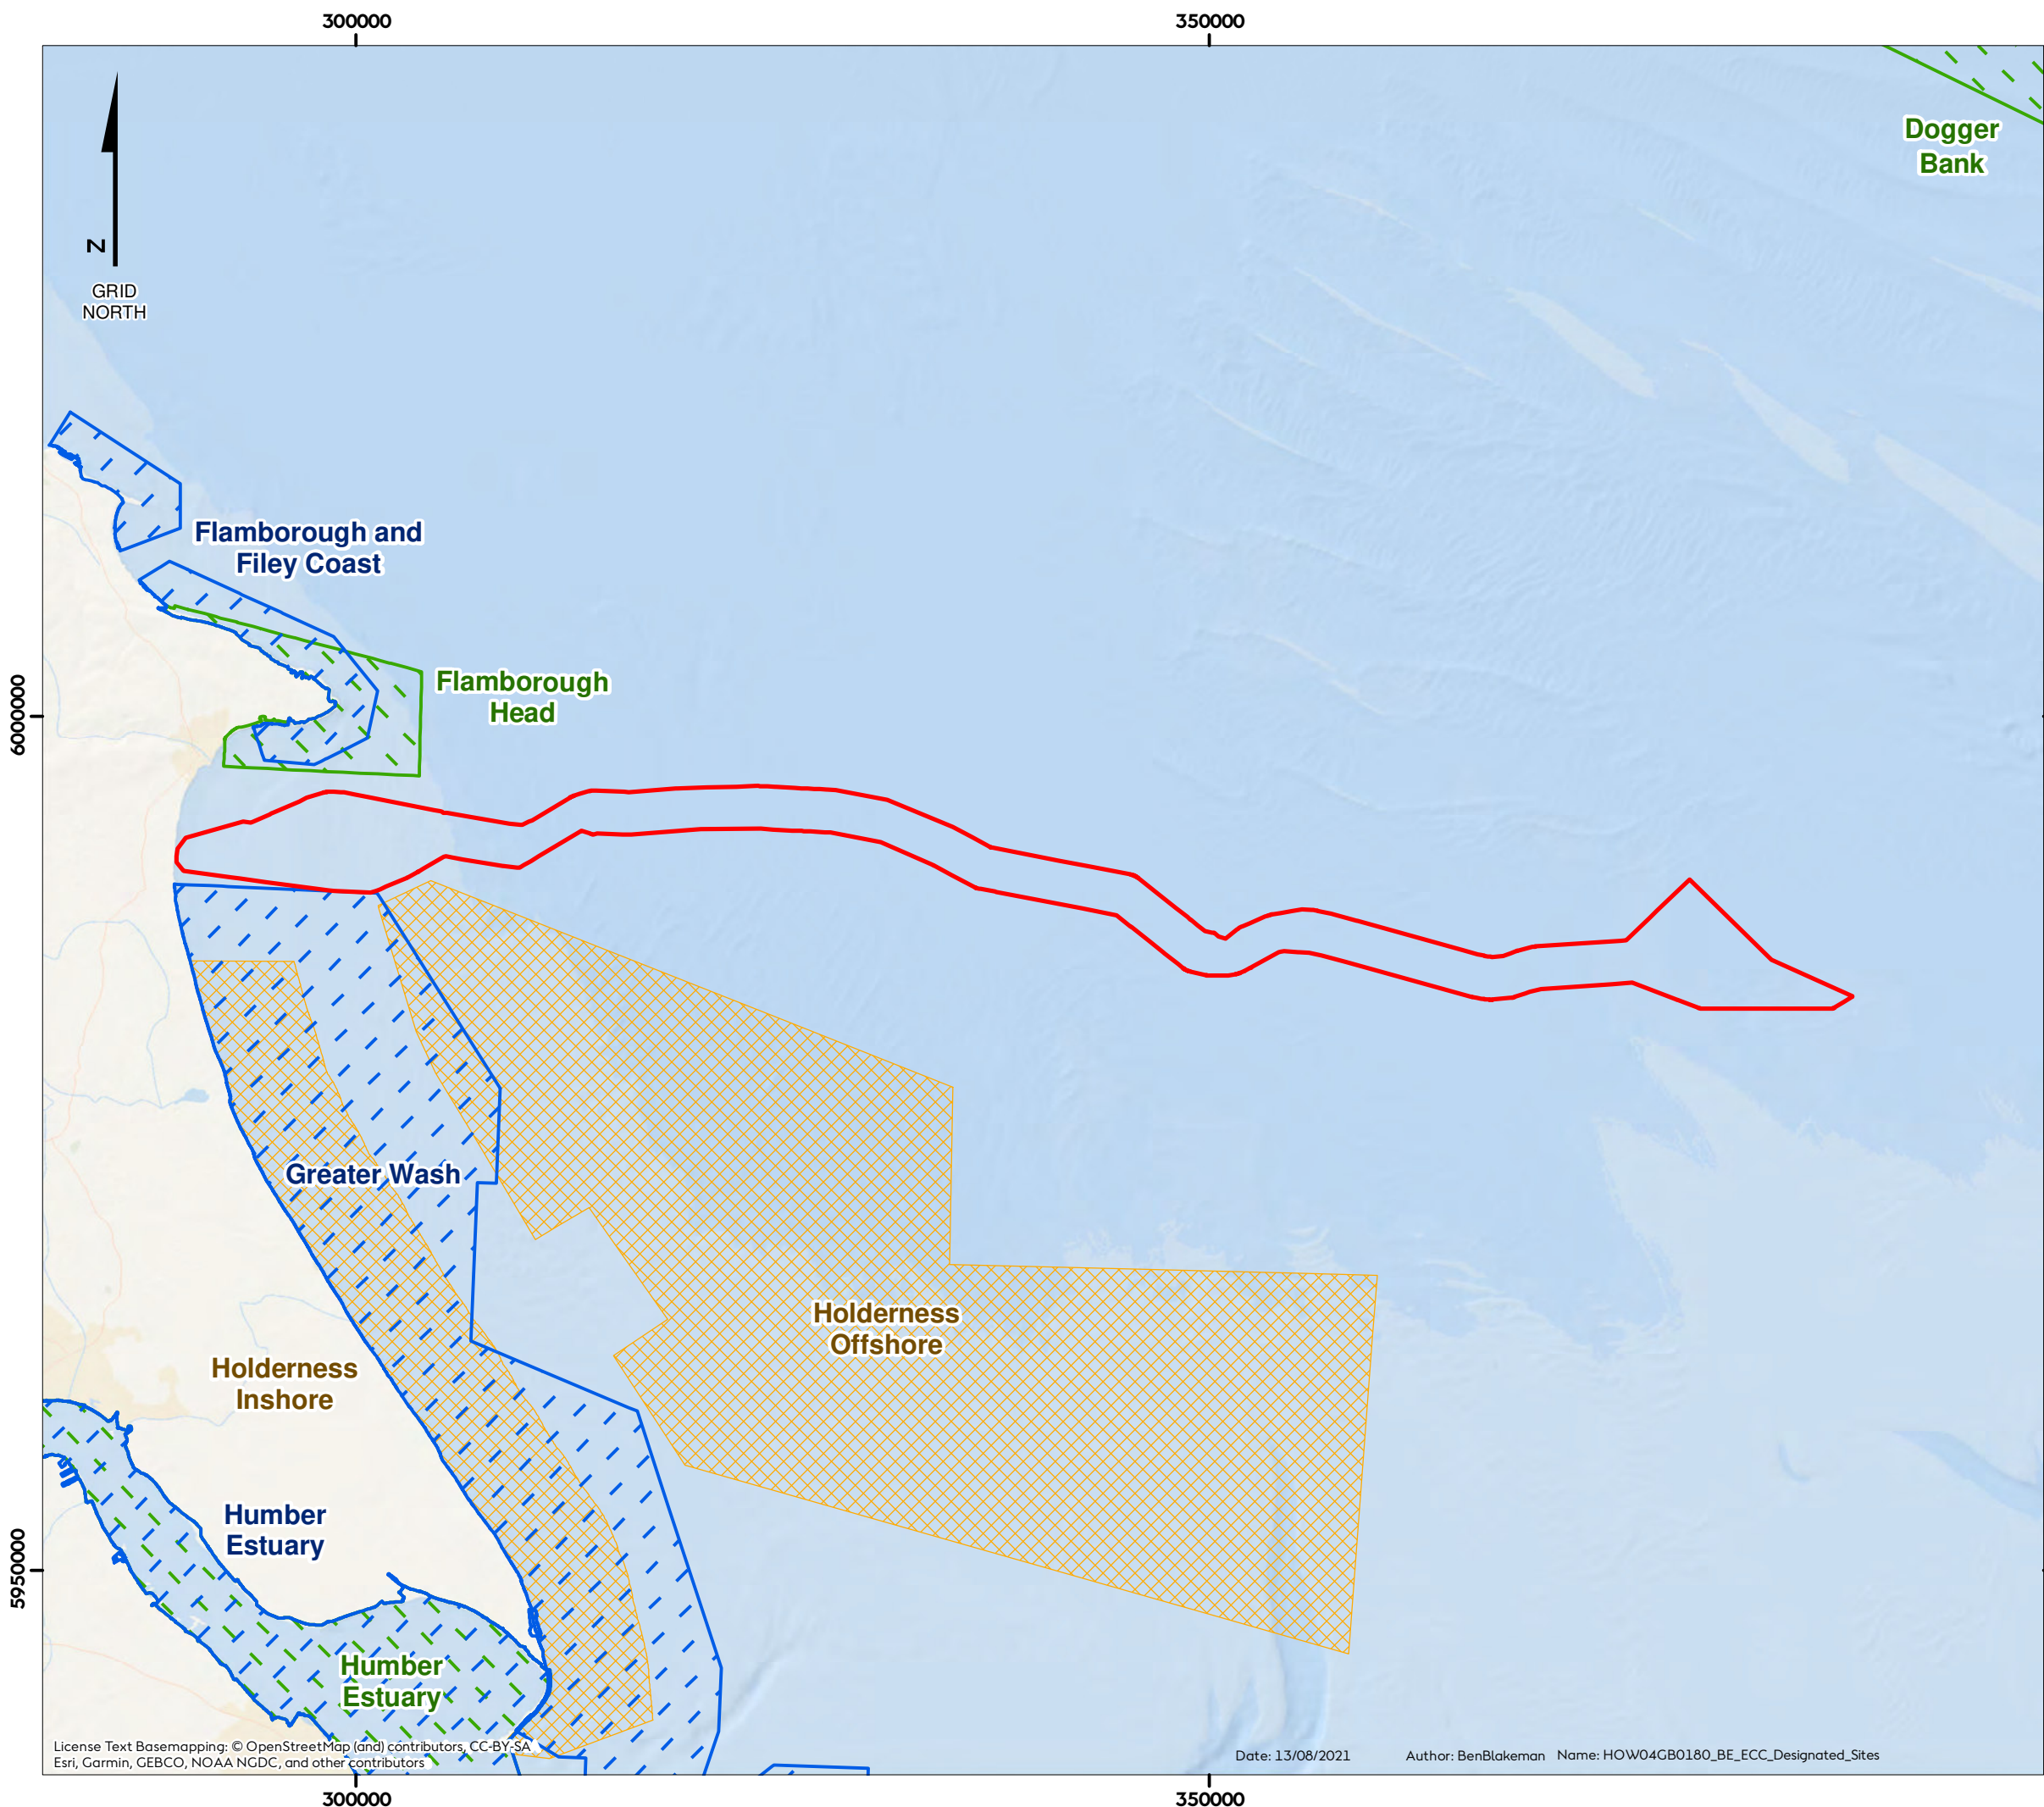 300000
350000
Dogger
Bank
N
GRID
NORTH
Flamborough and
Filey Coast
Flamborough
Head
6000000
Greater Wash
Holderness
Offshore
Holderness
Inshore
Humber
Estuary
5950000
Humber
Estuary
License Text Basemapping: © OpenStreetMap (and) contributors, CC-BY-SA
Esri, Garmin, GEBCO, NOAA NGDC, and other contributors
Date: 13/08/2021
Author: BenBlakeman
Name: HOW04GB0180_BE_ECC_Designated_Sites
300000
350000